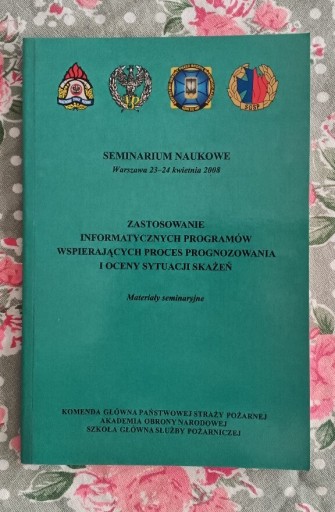 SGSP
SEMINARIUM NAUKOWE
Warszawa 23–24 kwietnia 2008
ZASTOSOWANIE
INFORMATYCZNYCH PROGRAMÓW
WSPIERAJĄCYCH PROCES PROGNOZOWANIA
I OCENY SYTUACJI SKAŻEŃ
Materiały seminaryjne
KOMENDA GŁÓWNA PAŃSTWOWEJ STRAŻY POŻARNEJ
AKADEMIA OBRONY NARODOWEJ
SZKOŁA GŁÓWNA SŁUŻBY POŻARNICZEJ